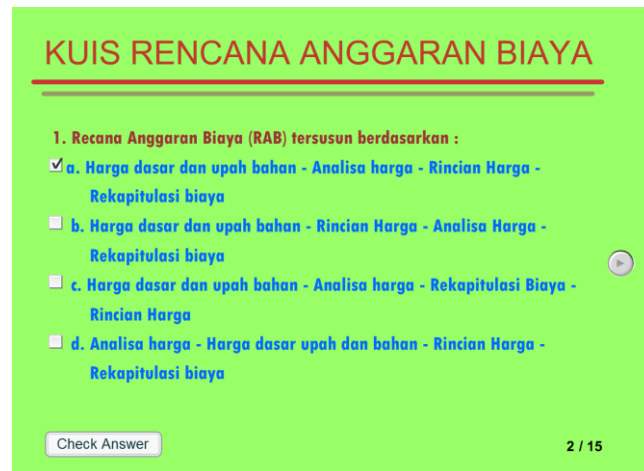 KUIS RENCANA ANGGARAN BIAYA
1. Recana Anggaran Biaya (RAB) tersusun berdasarkan :
a. Harga dasar dan upah bahan - Analisa harga - Rincian Harga -
Rekapitulasi biaya
b. Harga dasar dan upah bahan - Rincian Harga - Analisa Harga -
Rekapitulasi biaya
c. Harga dasar dan upah bahan - Analisa harga - Rekapitulasi Biaya -
Rincian Harga
d. Analisa harga - Harga dasar upah dan bahan - Rincian Harga -
Rekapitulasi biaya
Check Answer
2 / 15